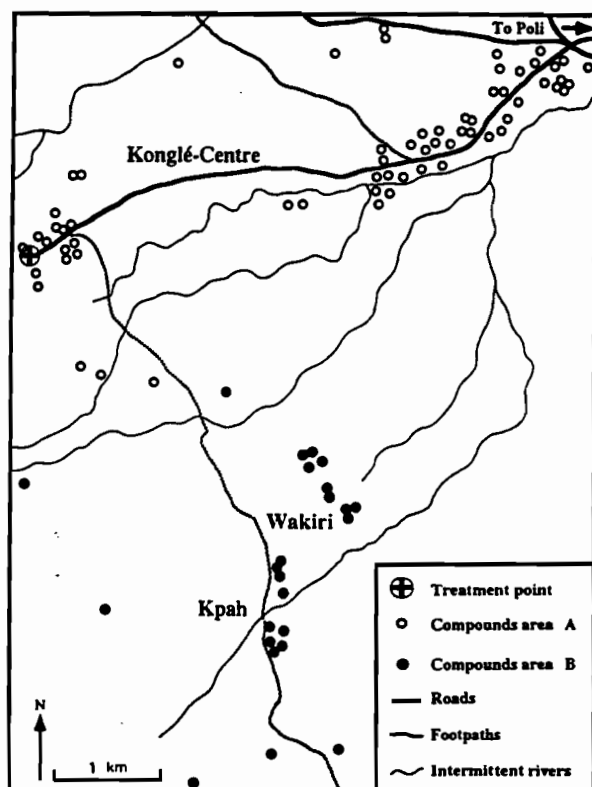 To Poli
Konglé-Centre
Wakiri
Kpah
Treatment point
Compounds area A
Compounds area B
Roads
Footpaths
Intermittent rivers
N
1 km